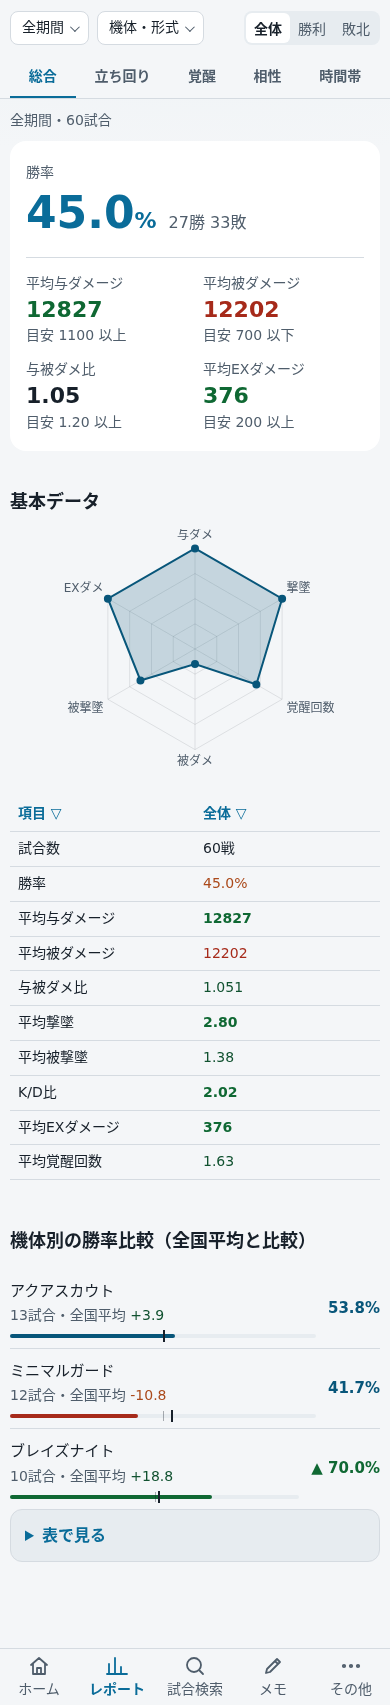 全期間 機体・形式 全体 勝利 敗北
総合 立ち回り 覚醒 相性 時間帯
全期間・60試合
勝率
45.0% 27勝 33敗
平均与ダメージ 平均被ダメージ
12827 12202
目安 1100 以上 目安 700 以下
与被ダメ比 平均EXダメージ
1.05 376
目安 1.20 以上 目安 200 以上
基本データ
与ダメ
EXダメ 撃墜
被撃墜 覚醒回数
被ダメ
項目 ▽ 全体 ▽
試合数 60戦
勝率 45.0%
平均与ダメージ 12827
平均被ダメージ 12202
与被ダメ比 1.051
平均撃墜 2.80
平均被撃墜 1.38
K/D比 2.02
平均EXダメージ 376
平均覚醒回数 1.63
機体別の勝率比較（全国平均と比較）
アクアスカウト
13試合・全国平均 +3.9 53.8%
ミニマルガード
12試合・全国平均 -10.8 41.7%
ブレイズナイト
10試合・全国平均 +18.8 ▲ 70.0%
▶ 表で見る
ホーム レポート 試合検索 メモ その他